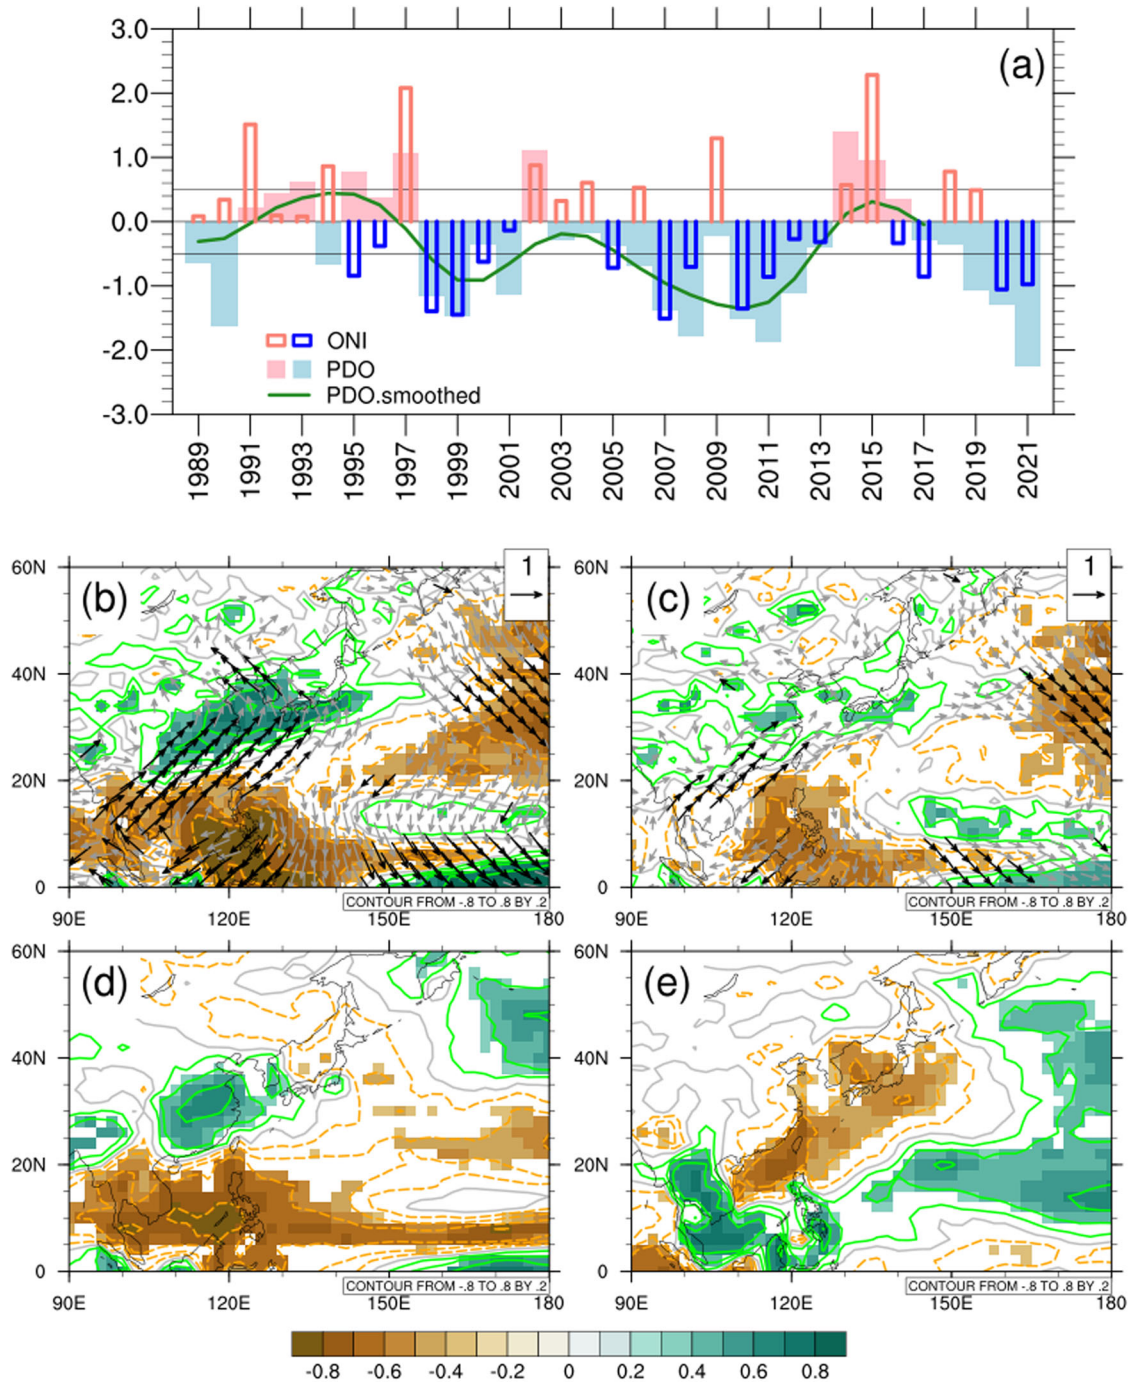 3.0
(a)
2.0
1.0
0.0
-1.0
ONI
-2.0
PDO
PDO.smoothed
-3.0
1989 1991 1993 1995 1997 1999 2001 2003 2005 2007 2009 2011 2013 2015 2017 2019 2021
60N (b) 1
40N
20N
0
CONTOUR FROM -.8 TO .8 BY .2
90E 120E 150E 180
60N (c) 1
40N
20N
0
CONTOUR FROM -.8 TO .8 BY .2
90E 120E 150E 180
60N (d)
40N
20N
0
CONTOUR FROM -.8 TO .8 BY .2
90E 120E 150E 180
60N (e)
40N
20N
0
CONTOUR FROM -.8 TO .8 BY .2
90E 120E 150E 180
-0.8 -0.6 -0.4 -0.2 0 0.2 0.4 0.6 0.8